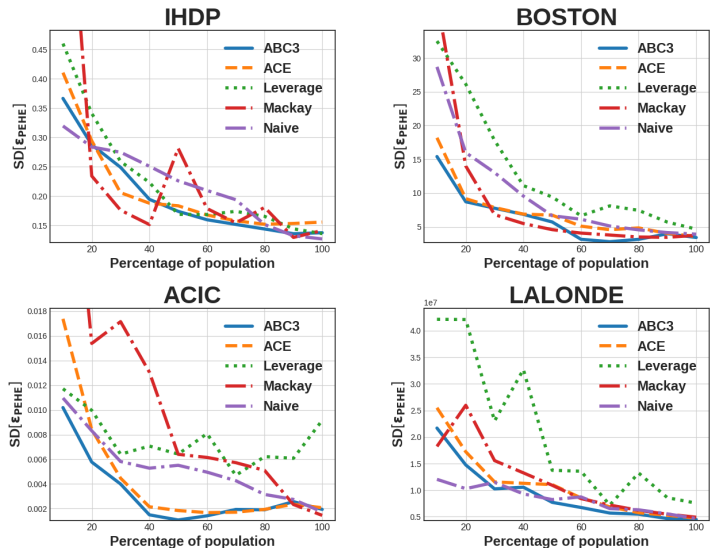 IHDP
SD[εPEHE]
0.45
0.40
0.35
0.30
0.25
0.20
0.15
ABC3
ACE
Leverage
Mackay
Naive
20 40 60 80 100
Percentage of population
BOSTON
SD[εPEHE]
30
25
20
15
10
5
ABC3
ACE
Leverage
Mackay
Naive
20 40 60 80 100
Percentage of population
ACIC
SD[εPEHE]
0.018
0.016
0.014
0.012
0.010
0.008
0.006
0.004
0.002
ABC3
ACE
Leverage
Mackay
Naive
20 40 60 80 100
Percentage of population
LALONDE
1e7
SD[εPEHE]
4.0
3.5
3.0
2.5
2.0
1.5
1.0
0.5
ABC3
ACE
Leverage
Mackay
Naive
20 40 60 80 100
Percentage of population